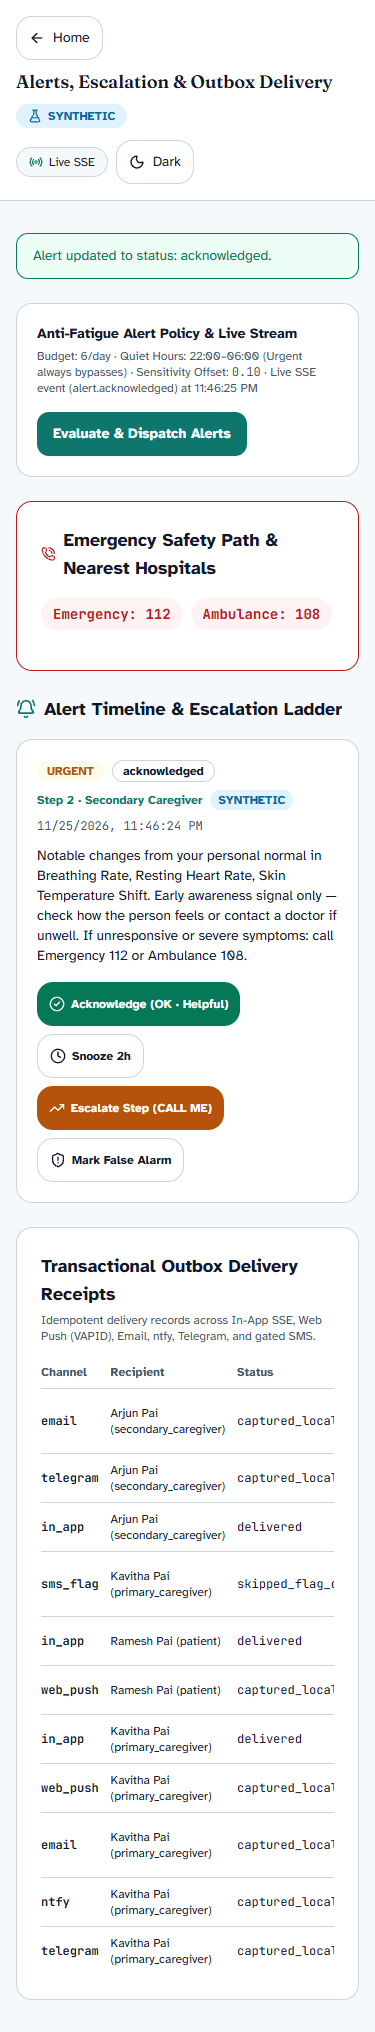 Home
Alerts, Escalation & Outbox Delivery
SYNTHETIC
Live SSE
Dark
Alert updated to status: acknowledged.
Anti-Fatigue Alert Policy & Live Stream
Budget: 6/day · Quiet Hours: 22:00–06:00 (Urgent
always bypasses) · Sensitivity Offset: 0.10 · Live SSE
event (alert.acknowledged) at 11:46:25 PM
Evaluate & Dispatch Alerts
Emergency Safety Path &
Nearest Hospitals
Emergency: 112
Ambulance: 108
Alert Timeline & Escalation Ladder
URGENT
acknowledged
Step 2 · Secondary Caregiver
SYNTHETIC
11/25/2026, 11:46:24 PM
Notable changes from your personal normal in
Breathing Rate, Resting Heart Rate, Skin
Temperature Shift. Early awareness signal only —
check how the person feels or contact a doctor if
unwell. If unresponsive or severe symptoms: call
Emergency 112 or Ambulance 108.
Acknowledge (OK · Helpful)
Snooze 2h
Escalate Step (CALL ME)
Mark False Alarm
Transactional Outbox Delivery
Receipts
Idempotent delivery records across In-App SSE, Web
Push (VAPID), Email, ntfy, Telegram, and gated SMS.
Channel Recipient Status
email Arjun Pai (secondary_caregiver) captured_local
telegram Arjun Pai (secondary_caregiver) captured_local
in_app Arjun Pai (secondary_caregiver) delivered
sms_flag Kavitha Pai (primary_caregiver) skipped_flag_
in_app Ramesh Pai (patient) delivered
web_push Ramesh Pai (patient) captured_local
in_app Kavitha Pai (primary_caregiver) delivered
web_push Kavitha Pai (primary_caregiver) captured_local
email Kavitha Pai (primary_caregiver) captured_local
ntfy Kavitha Pai (primary_caregiver) captured_local
telegram Kavitha Pai (primary_caregiver) captured_local